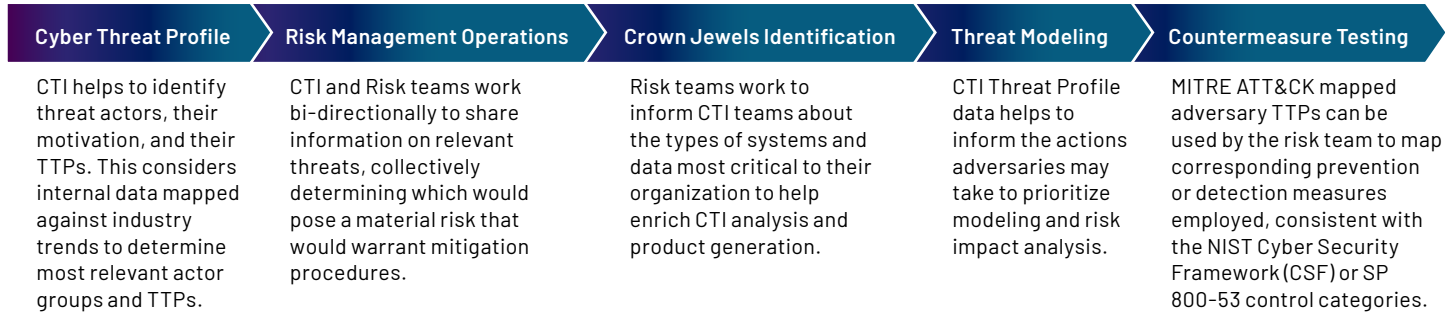 Cyber Threat Profile
CTI helps to identify
threat actors, their
motivation, and their
TTPs. This considers
internal data mapped
against industry
trends to determine
most relevant actor
groups and TTPs.
Risk Management Operations
CTI and Risk teams work
bi-directionally to share
information on relevant
threats, collectively
determining which would
pose a material risk that
would warrant mitigation
procedures.
Crown Jewels Identification
Risk teams work to
inform CTI teams about
the types of systems and
data most critical to their
organization to help
enrich CTI analysis and
product generation.
Threat Modeling
CTI Threat Profile
data helps to
inform the actions
adversaries may
take to prioritize
modeling and risk
impact analysis.
Countermeasure Testing
MITRE ATT&CK mapped
adversary TTPs can be
used by the risk team to map
corresponding prevention
or detection measures
employed, consistent with
the NIST Cyber Security
Framework (CSF) or SP
800-53 control categories.